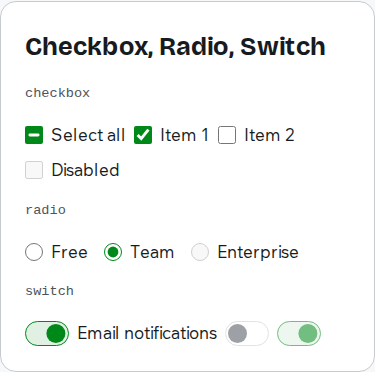 Checkbox, Radio, Switch
checkbox
Select all Item 1 Item 2
Disabled
radio
Free Team Enterprise
switch
Email notifications